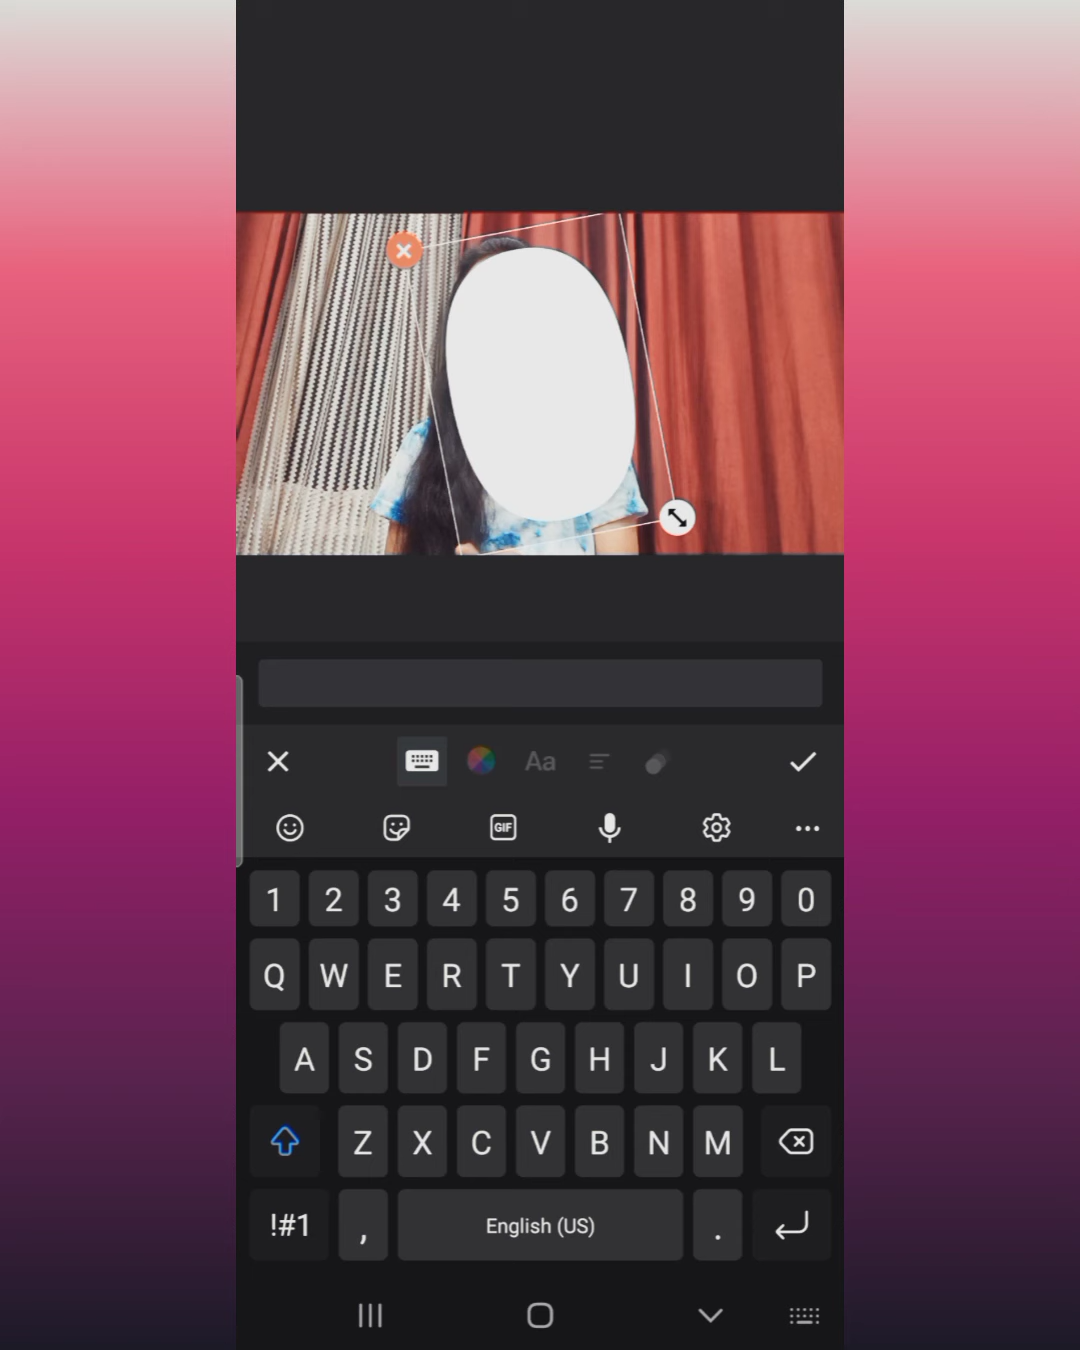 Aa
GIF
1 2 3 4 5 6 7 8 9 0
Q W E R T Y U I O P
A S D F G H J K L
Z X C V B N M
!#1 , English (US) .